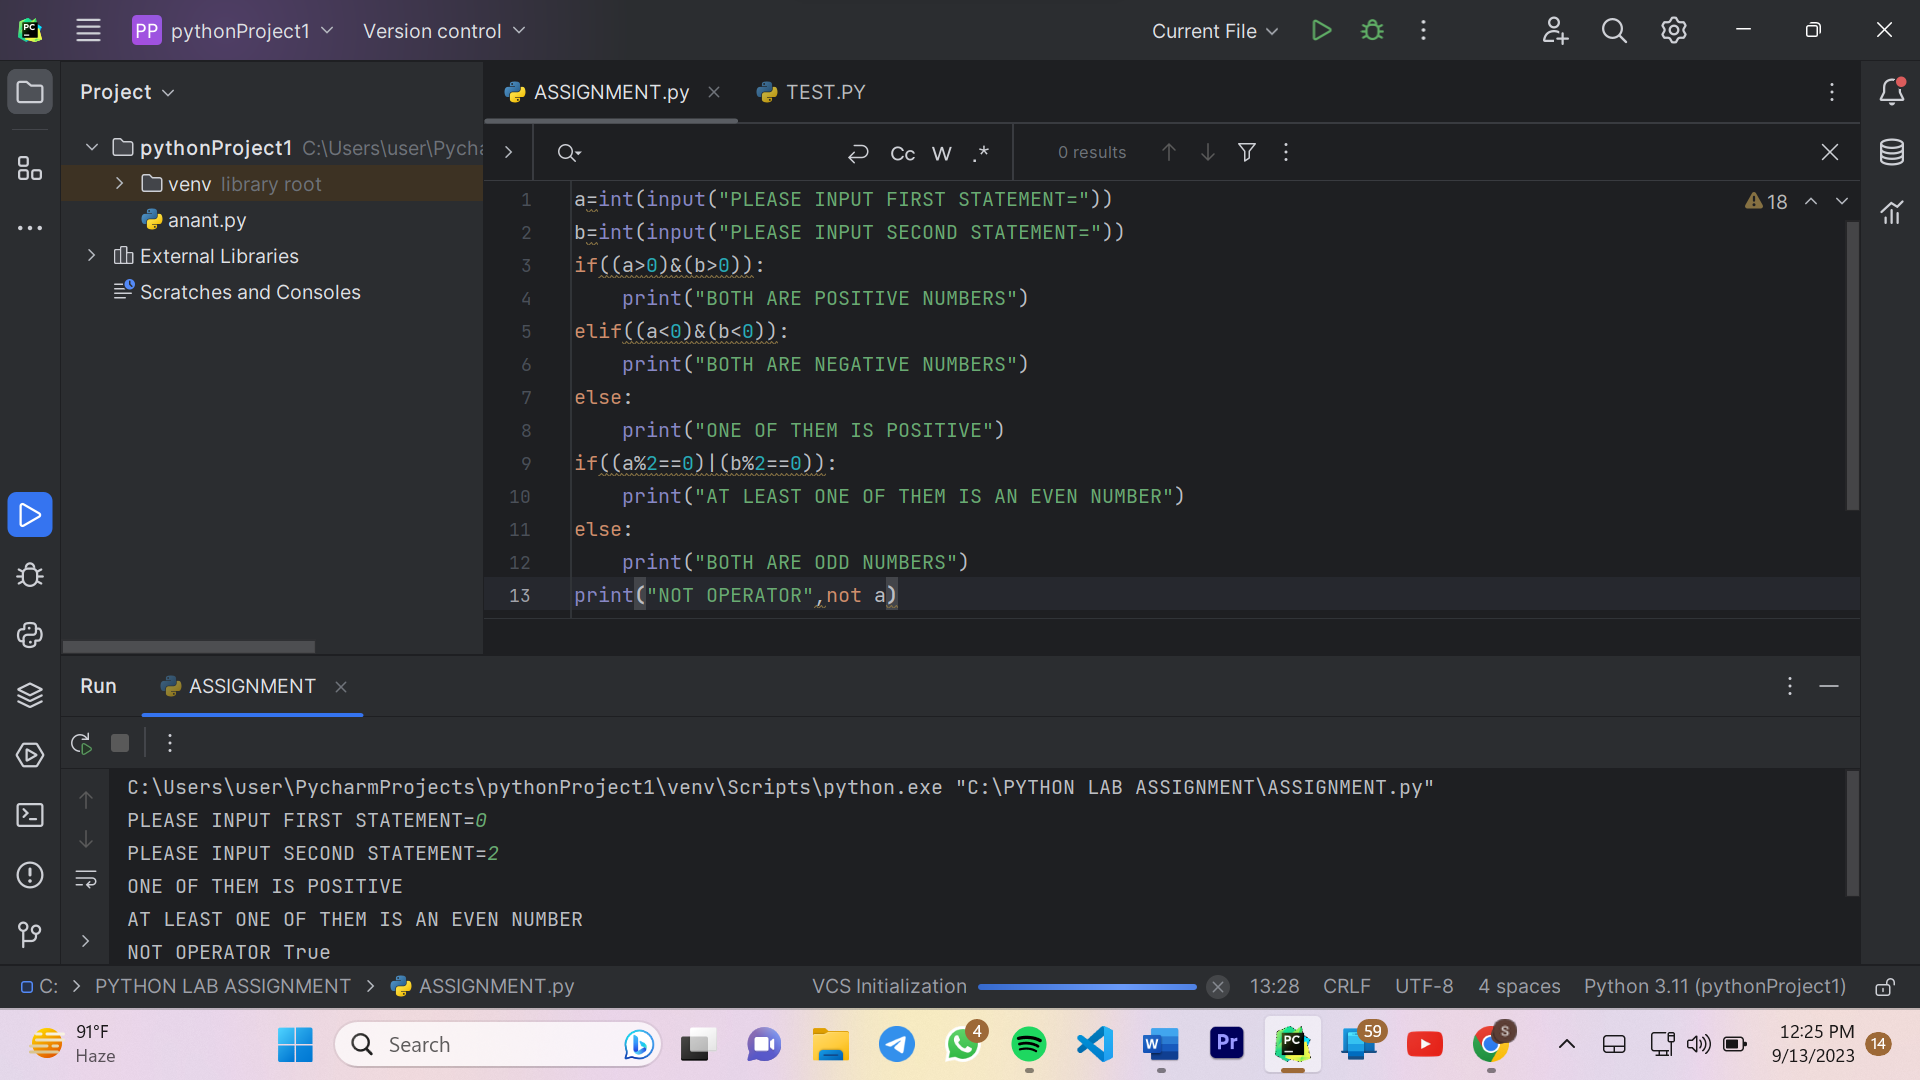 PC
PP pythonProject1 Version control Current File
Project
ASSIGNMENT.py TEST.PY
pythonProject1 C:\Users\user\Pycha
venv library root
anant.py
External Libraries
Scratches and Consoles
Cc W .* 0 results
18
1 a=int(input("PLEASE INPUT FIRST STATEMENT="))
2 b=int(input("PLEASE INPUT SECOND STATEMENT="))
3 if((a>0)&(b>0)):
4 print("BOTH ARE POSITIVE NUMBERS")
5 elif((a<0)&(b<0)):
6 print("BOTH ARE NEGATIVE NUMBERS")
7 else:
8 print("ONE OF THEM IS POSITIVE")
9 if((a%2==0)|(b%2==0)):
10 print("AT LEAST ONE OF THEM IS AN EVEN NUMBER")
11 else:
12 print("BOTH ARE ODD NUMBERS")
13 print("NOT OPERATOR",not a)
Run ASSIGNMENT
C:\Users\user\PycharmProjects\pythonProject1\venv\Scripts\python.exe "C:\PYTHON LAB ASSIGNMENT\ASSIGNMENT.py"
PLEASE INPUT FIRST STATEMENT=0
PLEASE INPUT SECOND STATEMENT=2
ONE OF THEM IS POSITIVE
AT LEAST ONE OF THEM IS AN EVEN NUMBER
NOT OPERATOR True
C: > PYTHON LAB ASSIGNMENT > ASSIGNMENT.py VCS Initialization 13:28 CRLF UTF-8 4 spaces Python 3.11 (pythonProject1)
91°F
Haze
Search
4
W
Pr
PC
59
S
12:25 PM
9/13/2023
14